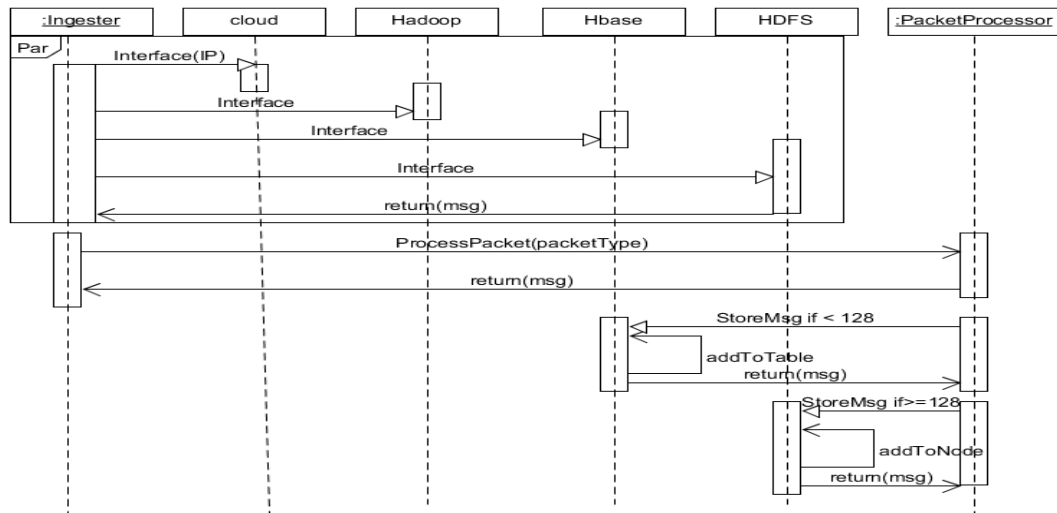 :Ingester
cloud
Hadoop
Hbase
HDFS
:PacketProcessor
Par
Interface(IP)
Interface
Interface
Interface
return(msg)
ProcessPacket(packetType)
return(msg)
StoreMsg if < 128
addToTable
return(msg)
StoreMsg if>=128
addToNode
return(msg)